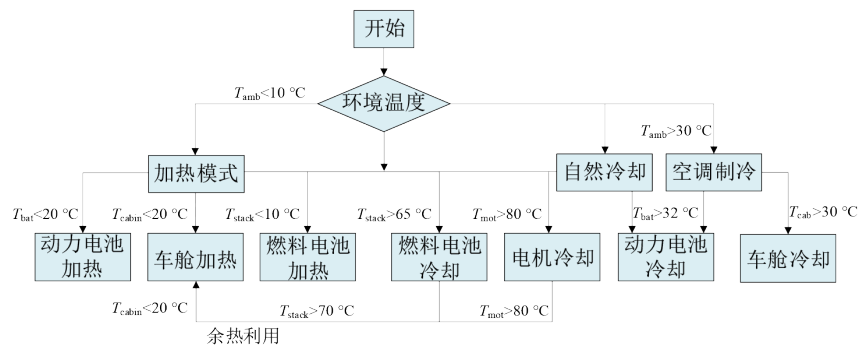 开始
T_amb<10 °C
环境温度
T_amb>30 °C
加热模式
自然冷却
空调制冷
T_bat<20 °C
T_cabin<20 °C
T_stack<10 °C
T_stack>65 °C
T_mot>80 °C
T_bat>32 °C
T_cab>30 °C
动力电池
加热
车舱加热
燃料电池
加热
燃料电池
冷却
电机冷却
动力电池
冷却
车舱冷却
T_cabin<20 °C
T_stack>70 °C
T_mot>80 °C
余热利用